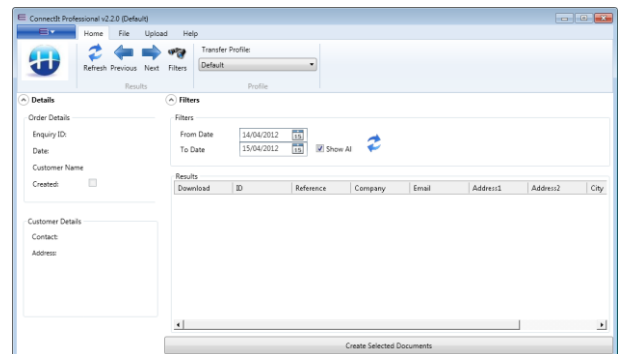 ConnectIt Professional v2.2.0 (Default)
Home File Upload Help
Transfer Profile:
Default
Refresh Previous Next Filters
Results Profile
Details
Filters
Order Details
Filters
Enquiry ID:
From Date 14/04/2012 15
Date:
To Date 15/04/2012 15 Show Al
Customer Name
Created:
Results
Download ID Reference Company Email Address1 Address2 City
Customer Details
Contact:
Address:
Create Selected Documents